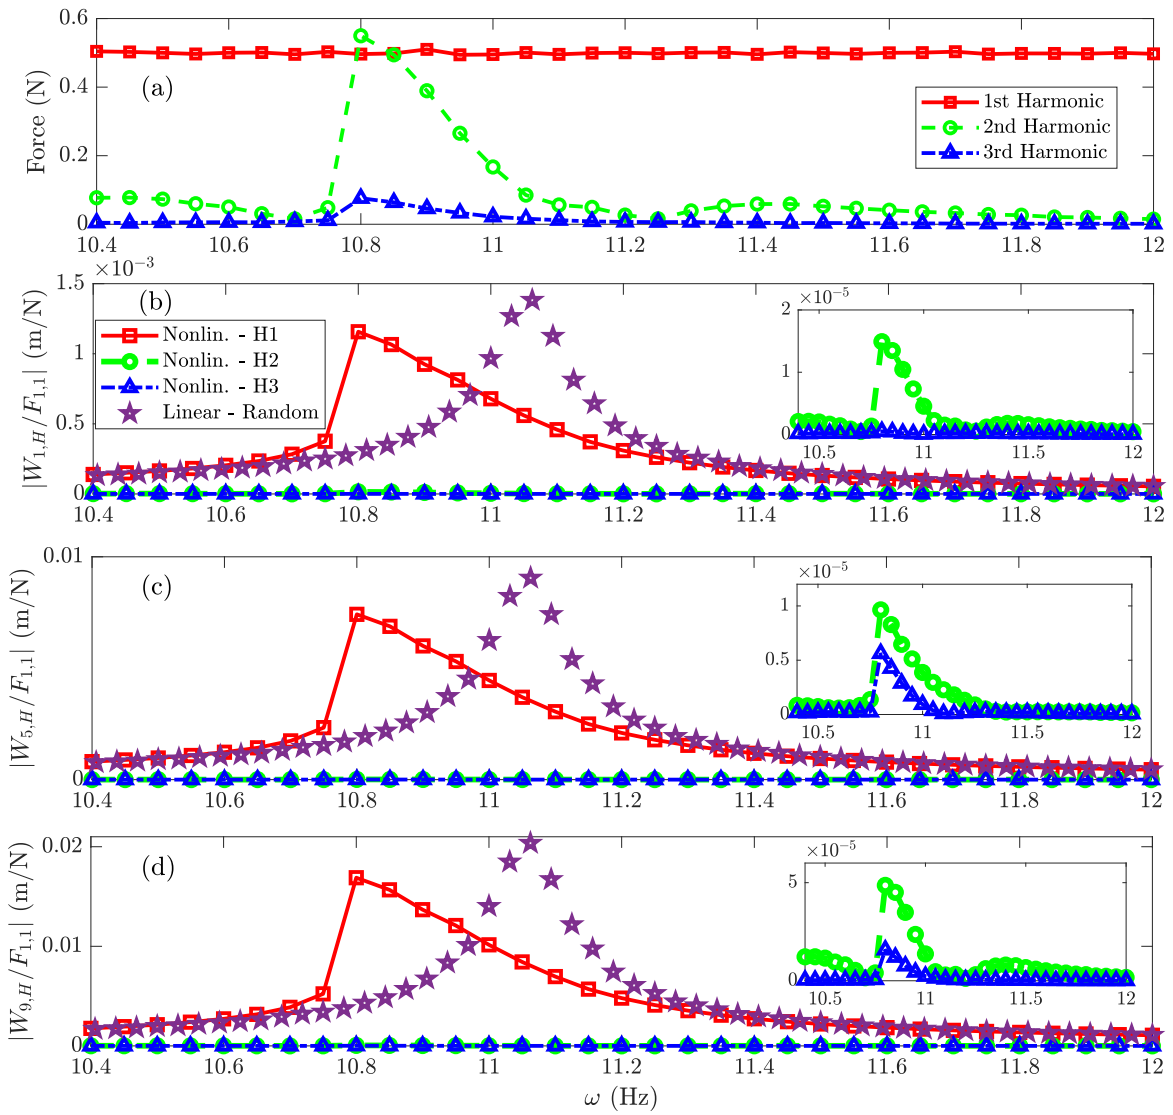 0.6
0.4
0.2
0
Force (N)
(a)
1st Harmonic
2nd Harmonic
3rd Harmonic
10.4 10.6 10.8 11 11.2 11.4 11.6 11.8 12
×10⁻³
1.5
1
0.5
0
|W₁,H/F₁,₁| (m/N)
(b)
Nonlin. - H1
Nonlin. - H2
Nonlin. - H3
Linear - Random
×10⁻⁵
2
1
0
10.5 11 11.5 12
10.4 10.6 10.8 11 11.2 11.4 11.6 11.8 12
0.01
0
|W₅,H/F₁,₁| (m/N)
(c)
×10⁻⁵
1
0.5
0
10.5 11 11.5 12
10.4 10.6 10.8 11 11.2 11.4 11.6 11.8 12
0.02
0.01
0
|W₉,H/F₁,₁| (m/N)
(d)
×10⁻⁵
5
0
10.5 11 11.5 12
10.4 10.6 10.8 11 11.2 11.4 11.6 11.8 12
ω (Hz)